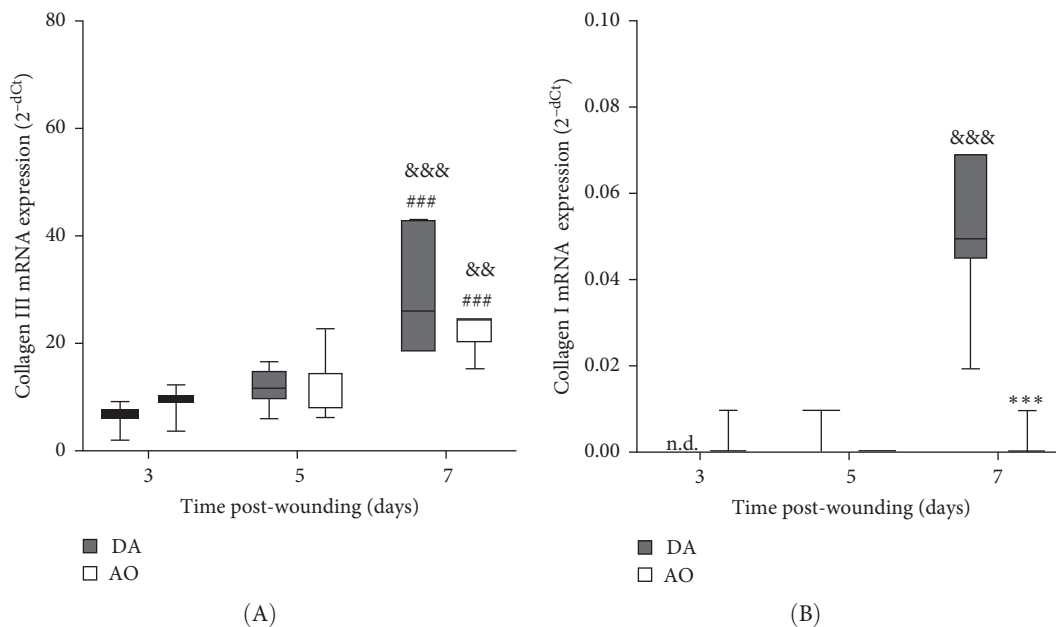 80
60
40
20
0
Collagen III mRNA expression (2⁻ᵈᶜᵗ)
&&&
###
&&
###
3
5
7
Time post-wounding (days)
DA
AO
(A)
0.10
0.08
0.06
0.04
0.02
0.00
Collagen I mRNA expression (2⁻ᵈᶜᵗ)
&&&
***
n.d.
3
5
7
Time post-wounding (days)
DA
AO
(B)